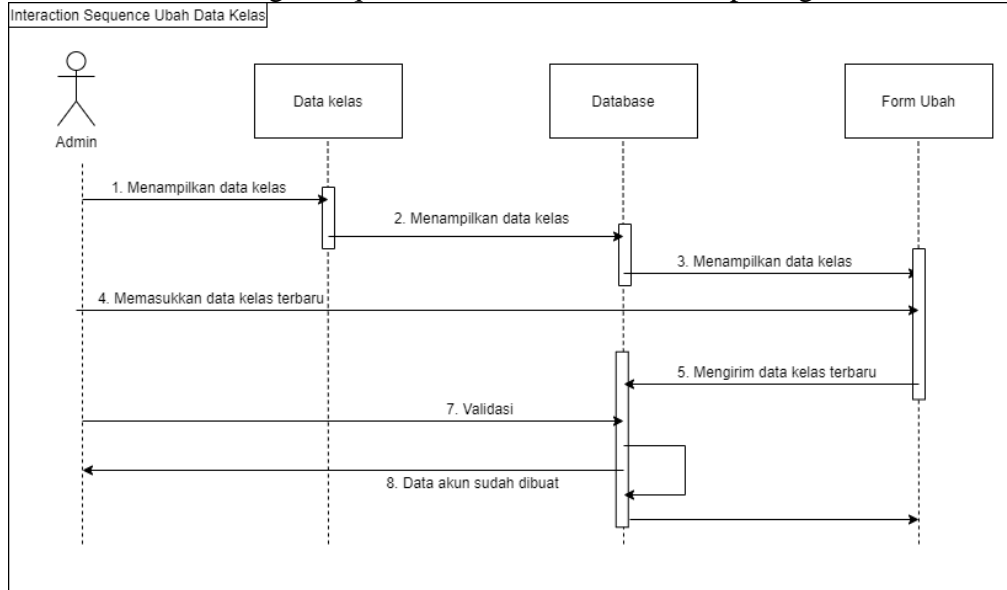 Interaction Sequence Ubah Data Kelas
Data kelas
Database
Form Ubah
Admin
1. Menampilkan data kelas
2. Menampilkan data kelas
3. Menampilkan data kelas
4. Memasukkan data kelas terbaru
5. Mengirim data kelas terbaru
7. Validasi
8. Data akun sudah dibuat